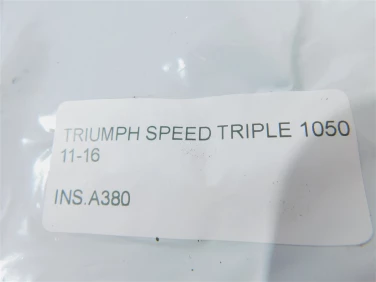 TRIUMPH SPEED TRIPLE 1050
11-16
INS.A380